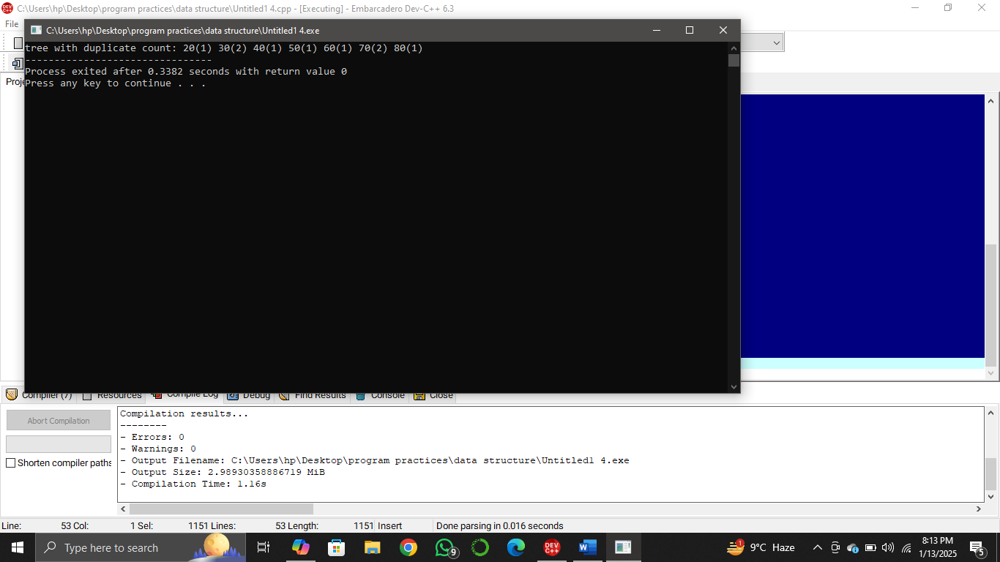 C:\Users\hp\Desktop\program practices\data structure\Untitled1 4.cpp - [Executing] - Embarcadero Dev-C++ 6.3
File
C:\Users\hp\Desktop\program practices\data structure\Untitled1 4.exe
tree with duplicate count: 20(1) 30(2) 40(1) 50(1) 60(1) 70(2) 80(1)
--------------------------------
Process exited after 0.3382 seconds with return value 0
Press any key to continue . . .
Compiler (7) Resources Compile Log Debug Find Results Console Close
Abort Compilation
Shorten compiler paths
Compilation results...
--------
- Errors: 0
- Warnings: 0
- Output Filename: C:\Users\hp\Desktop\program practices\data structure\Untitled1 4.exe
- Output Size: 2.98930358886719 MiB
- Compilation Time: 1.16s
Line: 53 Col: 1 Sel: 1151 Lines: 53 Length: 1151 Insert Done parsing in 0.016 seconds
Type here to search
9
DEV C++
1
9°C Haze
8:13 PM
1/13/2025
5